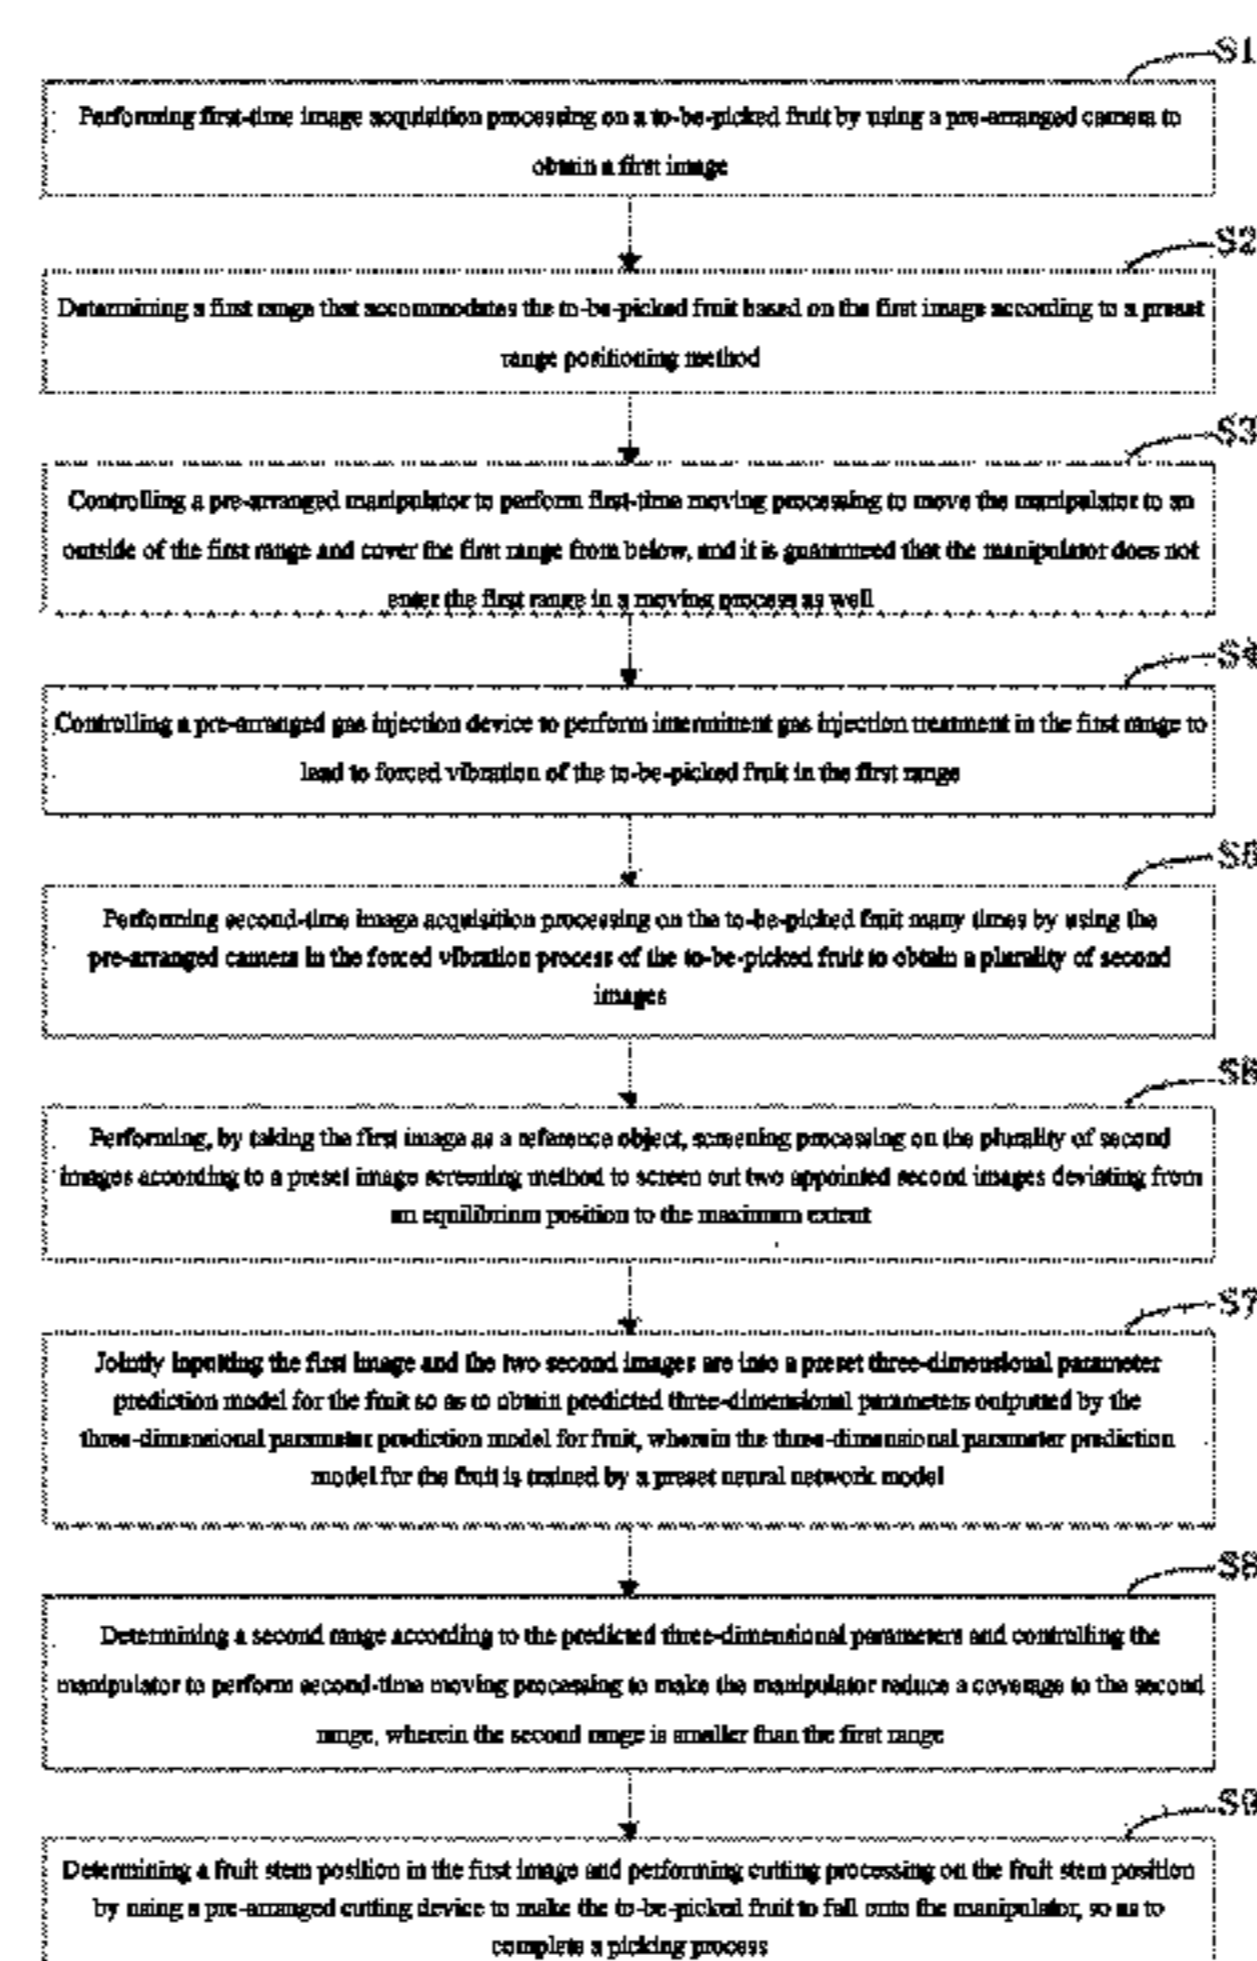 S1
Performing first-time image acquisition processing on a to-be-picked fruit by using a pre-arranged camera to
obtain a first image
S2
Determining a first range that accommodates the to-be-picked fruit based on the first image according to a preset
range positioning method
S3
Controlling a pre-arranged manipulator to perform first-time moving processing to move the manipulator to an
outside of the first range and cover the first range from below, and it is guaranteed that the manipulator does not
enter the first range in a moving process as well
S4
Controlling a pre-arranged gas injection device to perform intermittent gas injection treatment in the first range to
lead to forced vibration of the to-be-picked fruit in the first range
S5
Performing second-time image acquisition processing on the to-be-picked fruit many times by using the
pre-arranged camera in the forced vibration process of the to-be-picked fruit to obtain a plurality of second
images
S6
Performing, by taking the first image as a reference object, screening processing on the plurality of second
images according to a preset image screening method to screen out two appointed second images deviating from
an equilibrium position to the maximum extent
S7
Jointly inputting the first image and the two second images are into a preset three-dimensional parameter
prediction model for the fruit so as to obtain predicted three-dimensional parameters outputted by the
three-dimensional parameter prediction model for fruit, wherein the three-dimensional parameter prediction
model for the fruit is trained by a preset neural network model
S8
Determining a second range according to the predicted three-dimensional parameters and controlling the
manipulator to perform second-time moving processing to make the manipulator reduce a coverage to the second
range, wherein the second range is smaller than the first range
S9
Determining a fruit stem position in the first image and performing cutting processing on the fruit stem position
by using a pre-arranged cutting device to make the to-be-picked fruit to fall onto the manipulator, so as to
complete a picking process